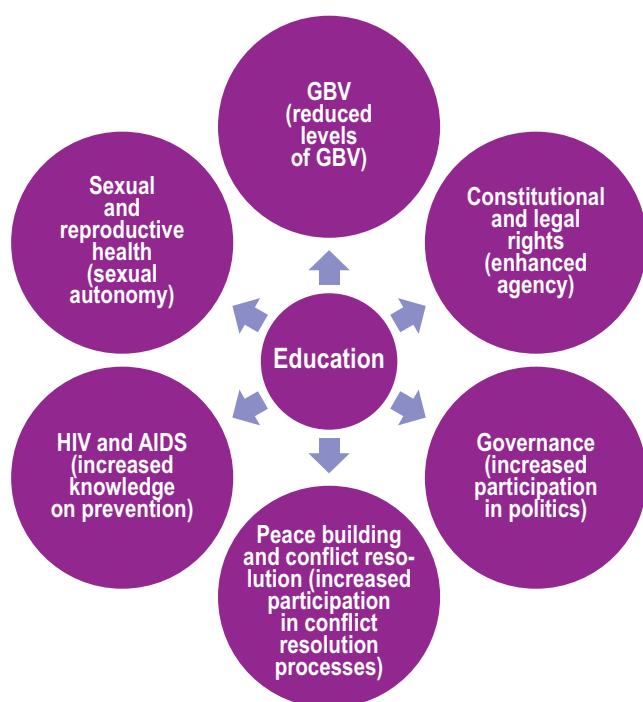 GBV
(reduced
levels
of GBV)
Constitutional
and legal
rights
(enhanced
agency)
Governance
(increased
participation
in politics)
Peace building
and conflict reso-
lution (increased
participation
in conflict
resolution
processes)
HIV and AIDS
(increased
knowledge
on prevention)
Sexual
and
reproductive
health
(sexual
autonomy)
Education